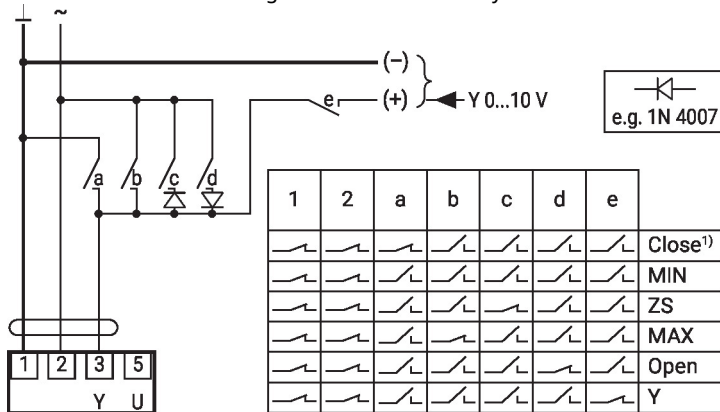 ~
(–)
e
(+)
Y 0...10 V
e.g. 1N 4007
a b c d
1 2 a b c d e
Close¹⁾
MIN
ZS
MAX
Open
Y
1 2 3 5
Y U